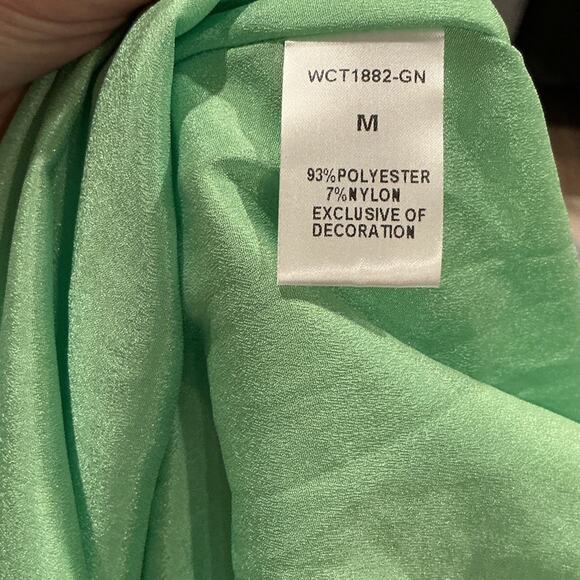 WCT1882-GN
M
93%POLYESTER
7%NYLON
EXCLUSIVE OF
DECORATION